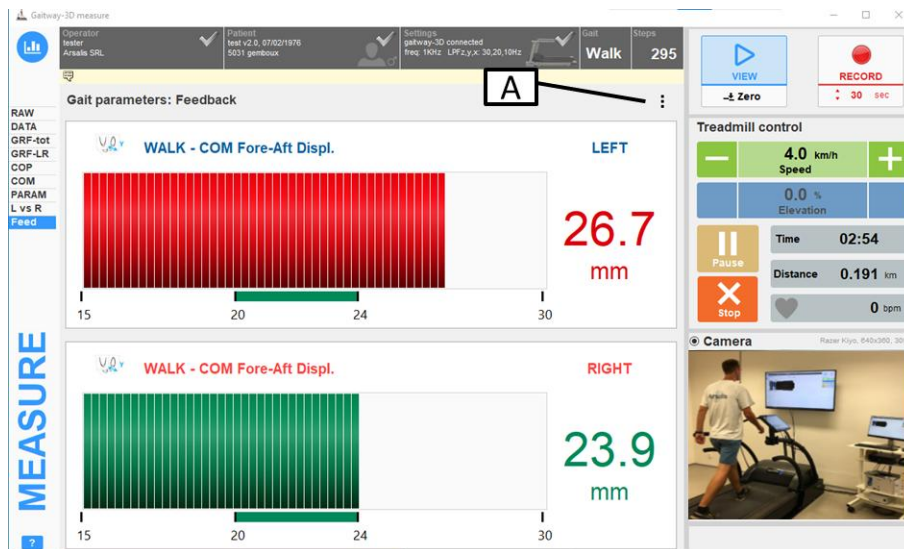 Gaitway-3D measure
Operator
tester
Arsalis SRL
Patient
test v2.0, 07/02/1976
5031 gembloux
Settings
gaitway-3D connected
freq: 1KHz LPFz,y,x: 30,20,10Hz
Gait
Walk
Steps
295
Gait parameters: Feedback
A
RAW
DATA
GRF-tot
GRF-LR
COP
COM
PARAM
L vs R
Feed
MEASURE
?
WALK - COM Fore-Aft Displ.
LEFT
26.7
mm
15 20 24 30
WALK - COM Fore-Aft Displ.
RIGHT
23.9
mm
15 20 24 30
VIEW
Zero
RECORD
30 sec
Treadmill control
4.0 km/h
Speed
0.0 %
Elevation
Pause
Stop
Time 02:54
Distance 0.191 km
0 bpm
Camera
Razer Kiyo, 640x360, 30